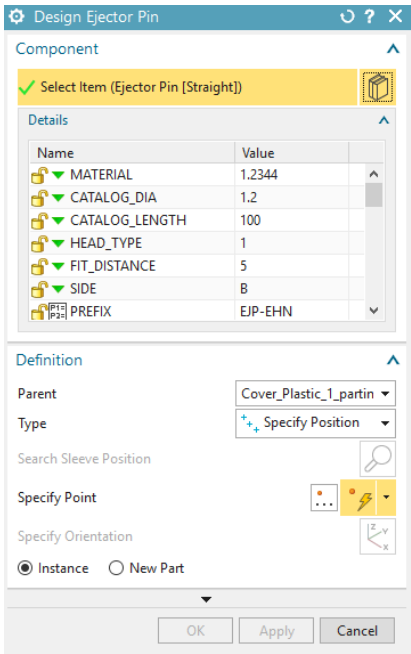 Design Ejector Pin
Component
Select Item (Ejector Pin [Straight])
Details
Name Value
MATERIAL 1.2344
CATALOG_DIA 1.2
CATALOG_LENGTH 100
HEAD_TYPE 1
FIT_DISTANCE 5
SIDE B
P1= P2= PREFIX EJP-EHN
Definition
Parent Cover_Plastic_1_partin
Type Specify Position
Search Sleeve Position
Specify Point
Specify Orientation
Instance New Part
OK Apply Cancel